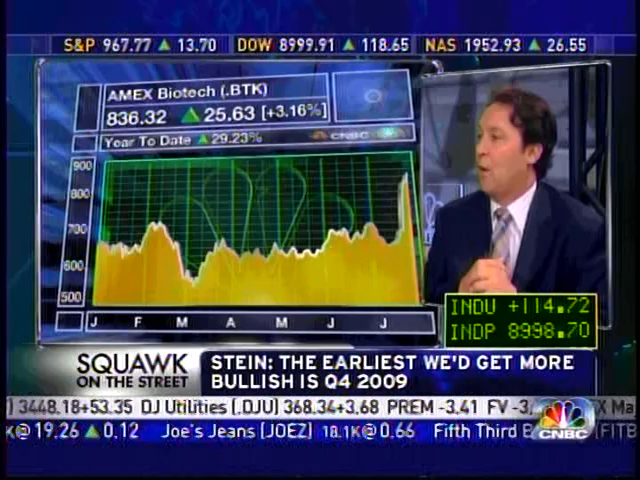 S&P 967.77 ▲ 13.70 DOW 8999.91 ▲ 118.65 NAS 1952.93 ▲ 26.55
AMEX Biotech (.BTK)
836.32 ▲ 25.63 [+3.16%]
Year To Date ▲ 29.23% CNBC
900
800
700
600
500
J F M A M J J
INDU +114.72
INDP 8998.70
SQUAWK
ON THE STREET
STEIN: THE EARLIEST WE'D GET MORE
BULLISH IS Q4 2009
) 3448.18+53.35 DJ Utilities (.DJU) 368.34+3.68 PREM -3.41 FV -3.
@ 19.26 ▲ 0.12 Joe's Jeans (JOEZ) 18.1K@0.66 Fifth Third
CNBC